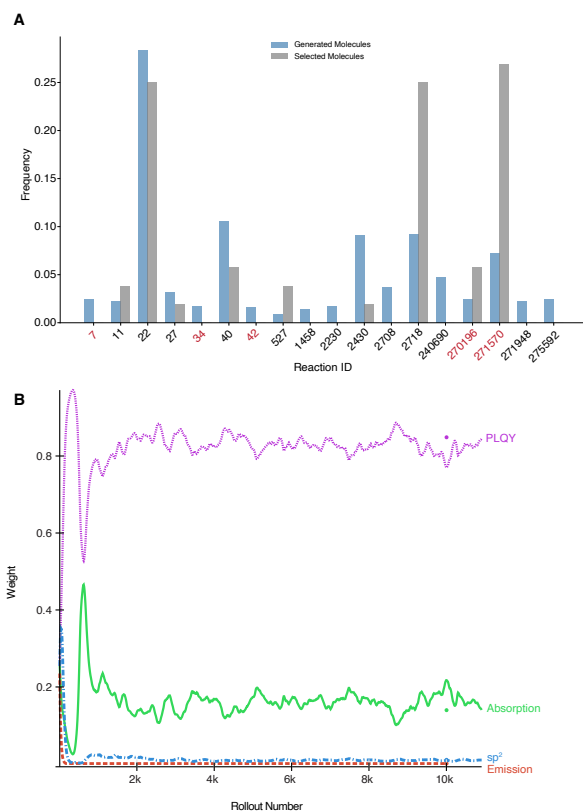 A
Generated Molecules
Selected Molecules
0.25
0.20
0.15
0.10
0.05
0.00
Frequency
7
11
22
27
34
40
42
527
1458
2230
2430
2708
2718
240690
270196
271570
271948
275592
Reaction ID
B
PLQY
0.8
0.6
Weight
0.4
0.2
Absorption
sp²
Emission
2k
4k
6k
8k
10k
Rollout Number